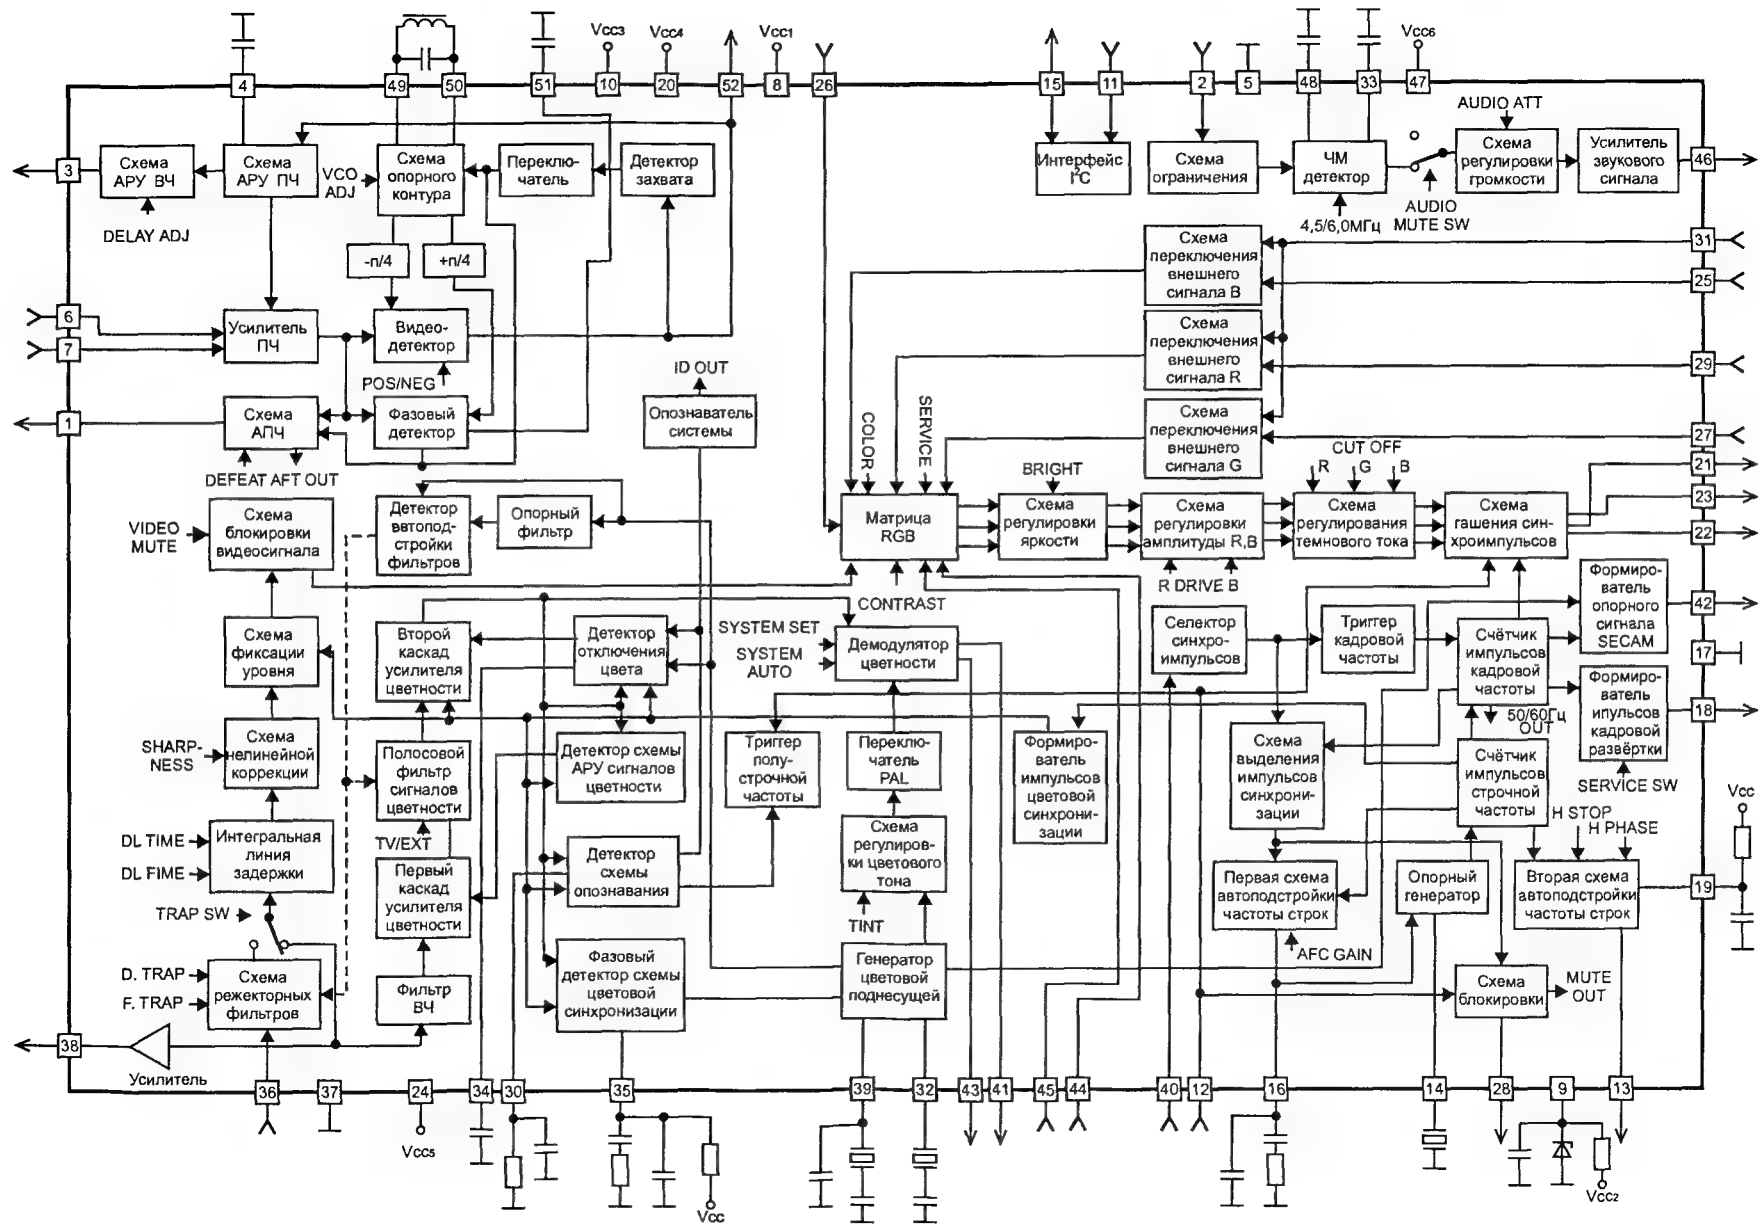 Vcc3
Vcc4
Vcc1
Vcc6
4
49
50
51
10
20
52
8
26
15
11
2
5
48
33
47
AUDIO ATT
3
Схема
АРУ ВЧ
Схема
АРУ ПЧ
VCO
ADJ
Схема
опорного
контура
Переклю-
чатель
Детектор
захвата
Интерфейс
I²C
Схема
ограничения
ЧМ
детектор
Схема
регулировки
громкости
Усилитель
звукового
сигнала
46
DELAY ADJ
4,5/6,0МГц
AUDIO
MUTE SW
-п/4
+п/4
Схема
переключения
внешнего
сигнала B
31
25
6
7
Усилитель
ПЧ
Видео-
детектор
Схема
переключения
внешнего
сигнала R
29
POS/NEG
ID OUT
1
Схема
АПЧ
Фазовый
детектор
Опознаватель
системы
COLOR
SERVICE
Схема
переключения
внешнего
сигнала G
27
DEFEAT AFT OUT
BRIGHT
CUT OFF
R
G
B
21
23
22
VIDEO
MUTE
Схема
блокировки
видеосигнала
Детектор
автопод-
стройки
фильтров
Опорный
фильтр
Матрица
RGB
Схема
регулировки
яркости
Схема
регулировки
амплитуды R,B
Схема
регулирования
темнового тока
Схема
гашения син-
хроимпульсов
CONTRAST
R DRIVE B
Формиро-
ватель
опорного
сигнала
SECAM
42
Схема
фиксации
уровня
Второй
каскад
усилителя
цветности
Детектор
отключения
цвета
SYSTEM SET
SYSTEM
AUTO
Демодулятор
цветности
Селектор
синхро-
импульсов
Триггер
кадровой
частоты
Счётчик
импульсов
кадровой
частоты
17
50/60Гц
OUT
Формиро-
ватель
ипульсов
кадровой
развёртки
18
SERVICE SW
SHARP-
NESS
Схема
нелинейной
коррекции
Полосовой
фильтр
сигналов
цветности
Детектор схемы
АРУ сигналов
цветности
Триггер
полу-
строчной
частоты
Переклю-
чатель
PAL
Формиро-
ватель
импульсов
цветовой
синхрони-
зации
Схема
выделения
импульсов
синхрони-
зации
Счётчик
импульсов
строчной
частоты
H STOP
H PHASE
Vcc
TV/EXT
DL TIME
DL FIME
Интегральная
линия
задержки
Первый
каскад
усилителя
цветности
Детектор
схемы
опознавания
Схема
регулиров-
ки цветового
тона
TINT
Первая схема
автоподстройки
частоты строк
Опорный
генератор
Вторая схема
автоподстройки
частоты строк
19
TRAP SW
AFC GAIN
D. TRAP
F. TRAP
Схема
режекторных
фильтров
Фильтр
ВЧ
Фазовый
детектор схемы
цветовой
синхронизации
Генератор
цветовой
поднесущей
Схема
блокировки
MUTE
OUT
38
Усилитель
36
37
24
34
30
35
39
32
43
41
45
44
40
12
16
14
28
9
13
Vcc5
Vcc
Vcc2